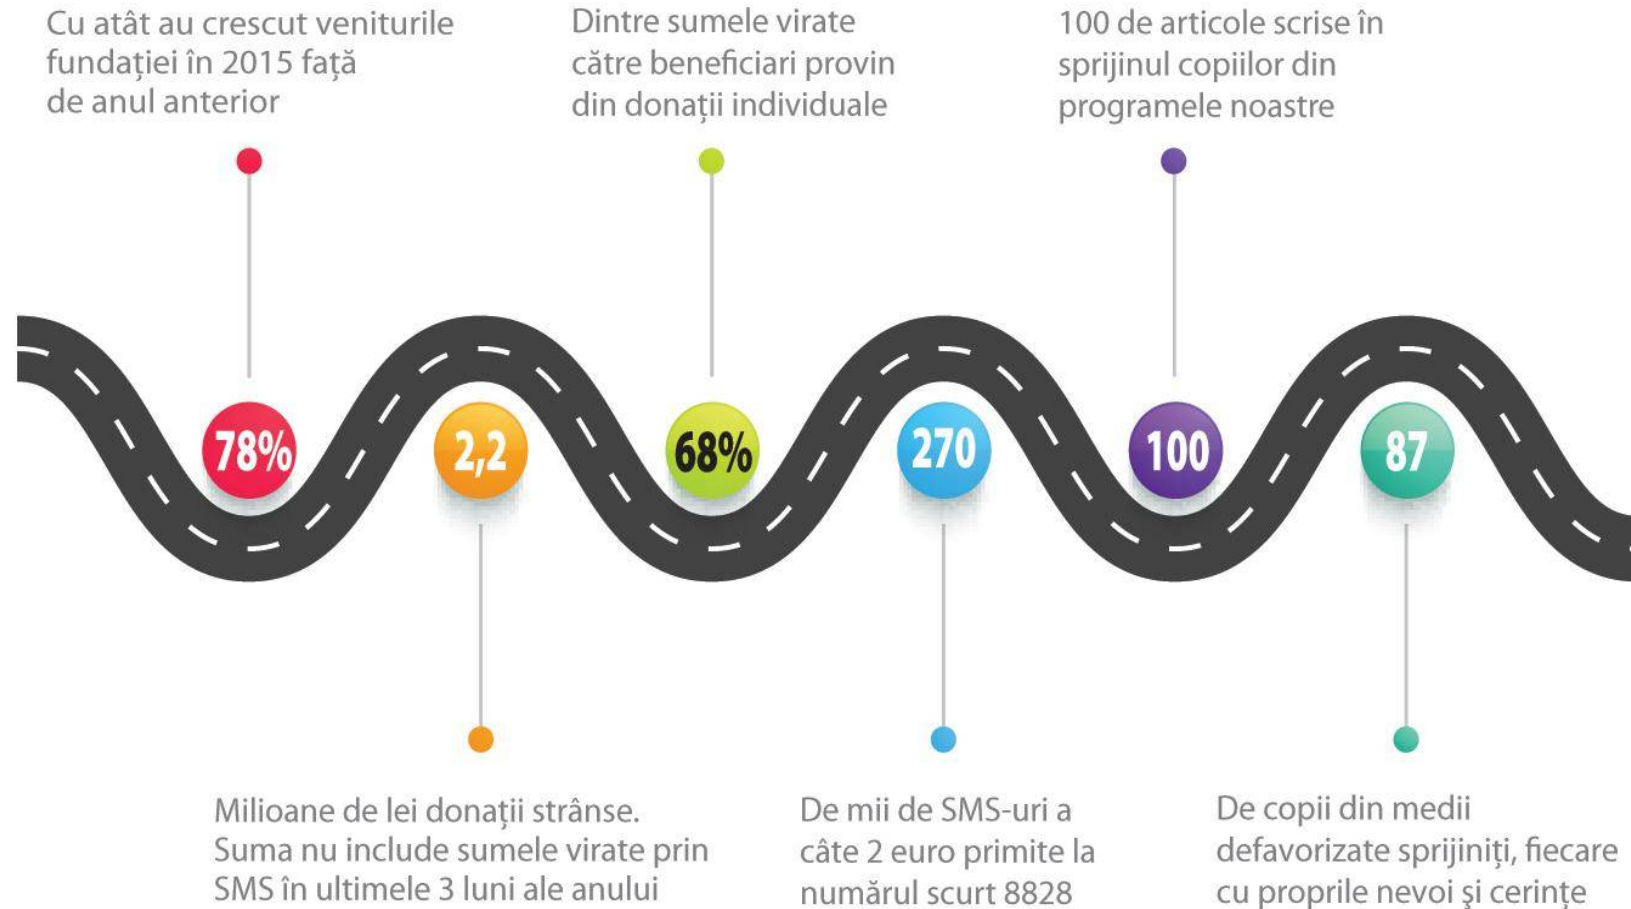 Cu atât au crescut veniturile
fundației în 2015 față
de anul anterior
Dintre sumele virate
către beneficiari provin
din donații individuale
100 de articole scrise în
sprijinul copiilor din
programele noastre
78%
2,2
68%
270
100
87
Milioane de lei donații strânse.
Suma nu include sumele virate prin
SMS în ultimele 3 luni ale anului
De mii de SMS-uri a
câte 2 euro primite la
numărul scurt 8828
De copii din medii
defavorizate sprijiniți, fiecare
cu proprile nevoi şi cerințe